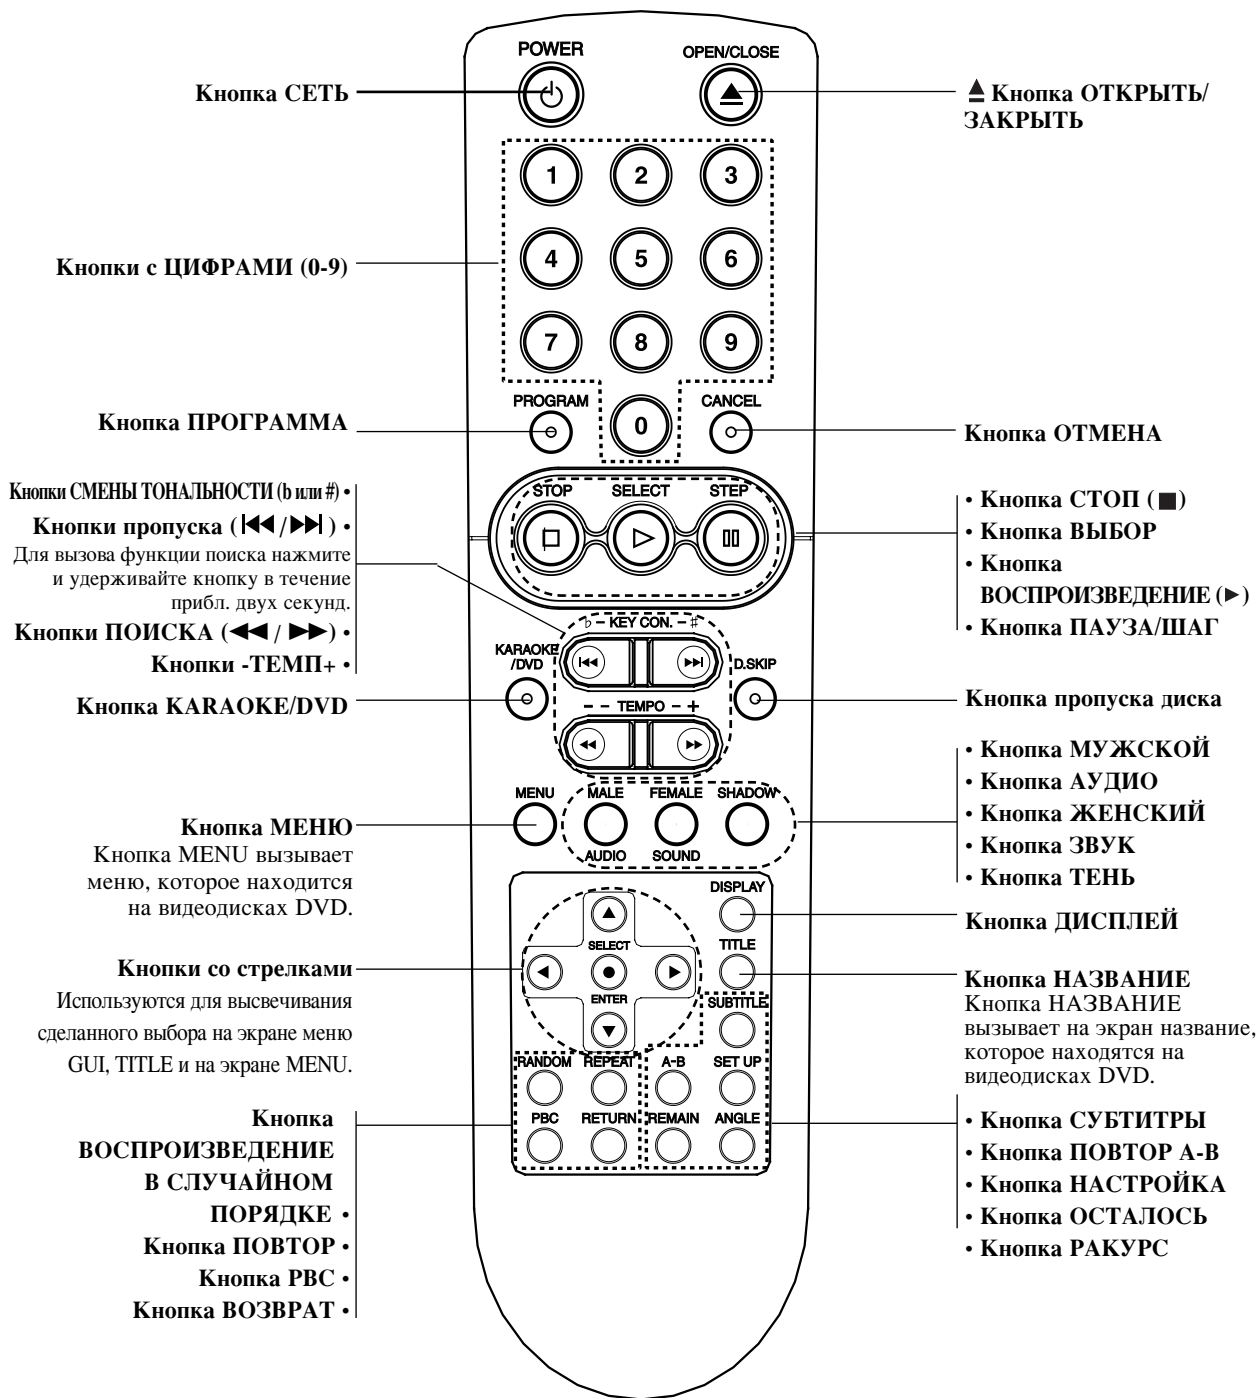 POWER
OPEN/CLOSE
Кнопка СЕТЬ
Кнопка ОТКРЫТЬ/
ЗАКРЫТЬ
1
2
3
4
5
6
7
8
9
0
Кнопки с ЦИФРАМИ (0-9)
PROGRAM
CANCEL
Кнопка ПРОГРАММА
Кнопка ОТМЕНА
STOP
SELECT
STEP
Кнопки СМЕНЫ ТОНАЛЬНОСТИ (b или #) •
Кнопки пропуска (⏮/⏭) •
Для вызова функции поиска нажмите
и удерживайте кнопку в течение
прибл. двух секунд.
Кнопки ПОИСКА (◀◀ / ▶▶) •
Кнопки -ТЕМП+ •
• Кнопка СТОП (■)
• Кнопка ВЫБОР
• Кнопка
ВОСПРОИЗВЕДЕНИЕ (▶)
• Кнопка ПАУЗА/ШАГ
♭ – KEY CON. – ♯
KARAOKE
/DVD
D.SKIP
– – TEMPO – +
Кнопка KARAOKE/DVD
Кнопка пропуска диска
MENU
MALE
FEMALE
SHADOW
AUDIO
SOUND
Кнопка МЕНЮ
Кнопка MENU вызывает
меню, которое находится
на видеодисках DVD.
• Кнопка МУЖСКОЙ
• Кнопка АУДИО
• Кнопка ЖЕНСКИЙ
• Кнопка ЗВУК
• Кнопка ТЕНЬ
DISPLAY
Кнопка ДИСПЛЕЙ
SELECT
ENTER
TITLE
SUBTITLE
Кнопки со стрелками
Используются для высвечивания
сделанного выбора на экране меню
GUI, TITLE и на экране MENU.
Кнопка НАЗВАНИЕ
Кнопка НАЗВАНИЕ
вызывает на экран название,
которое находятся на
видеодисках DVD.
RANDOM
REPEAT
A-B
SET UP
PBC
RETURN
REMAIN
ANGLE
Кнопка
ВОСПРОИЗВЕДЕНИЕ
В СЛУЧАЙНОМ
ПОРЯДКЕ •
Кнопка ПОВТОР •
Кнопка PBC •
Кнопка ВОЗВРАТ •
• Кнопка СУБТИТРЫ
• Кнопка ПОВТОР А-В
• Кнопка НАСТРОЙКА
• Кнопка ОСТАЛОСЬ
• Кнопка РАКУРС